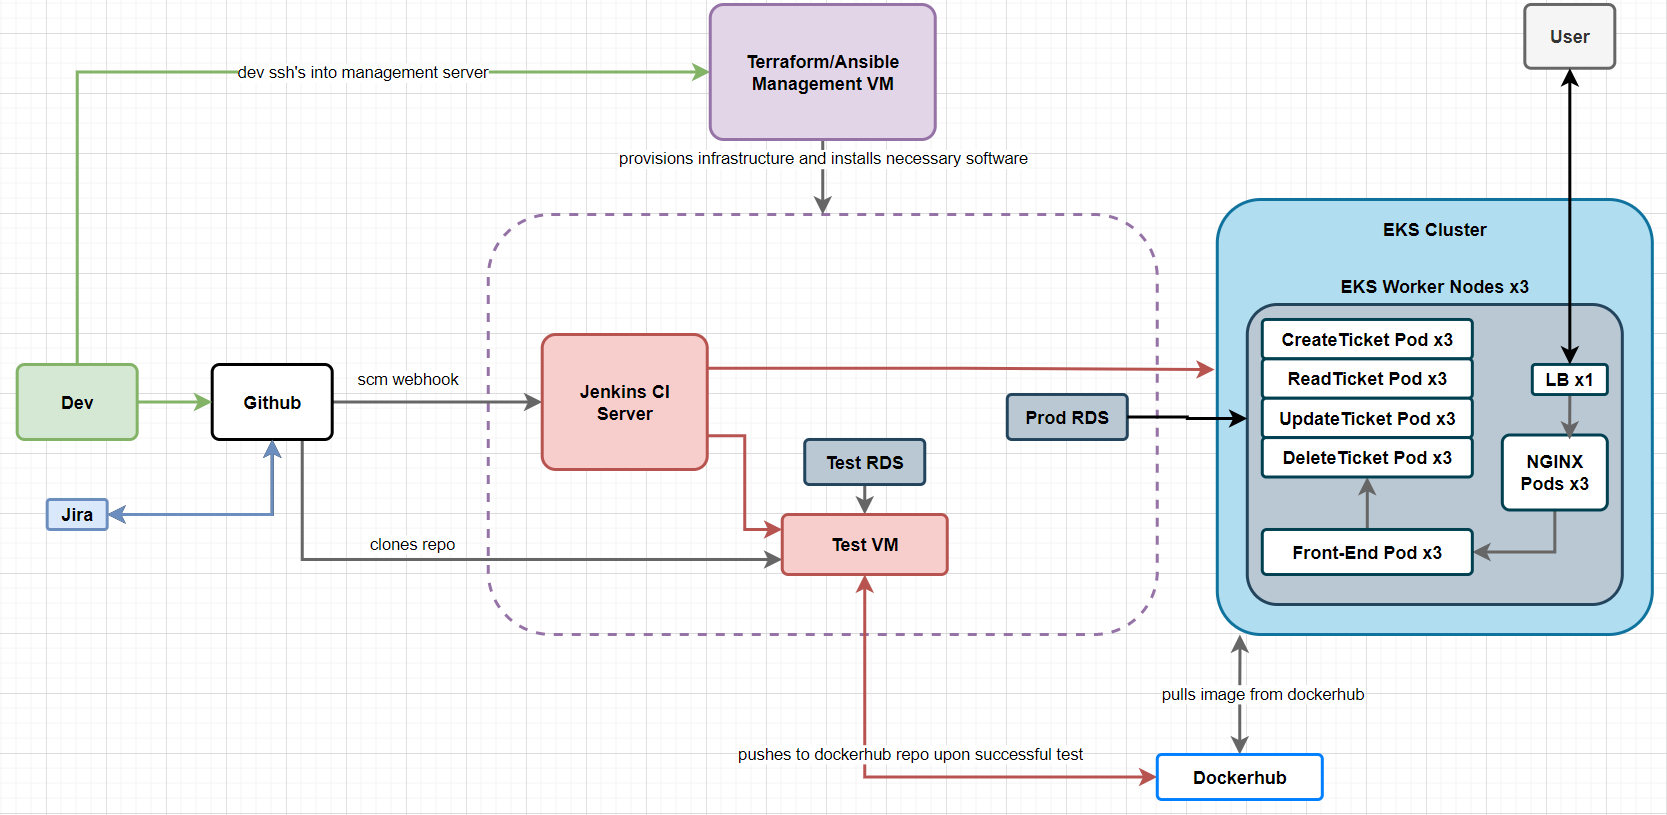 User
Terraform/Ansible
Management VM
dev ssh's into management server
provisions infrastructure and installs necessary software
EKS Cluster
EKS Worker Nodes x3
CreateTicket Pod x3
ReadTicket Pod x3
UpdateTicket Pod x3
DeleteTicket Pod x3
LB x1
NGINX
Pods x3
Front-End Pod x3
Dev
Github
scm webhook
Jenkins CI
Server
Prod RDS
Test RDS
Jira
clones repo
Test VM
pulls image from dockerhub
pushes to dockerhub repo upon successful test
Dockerhub